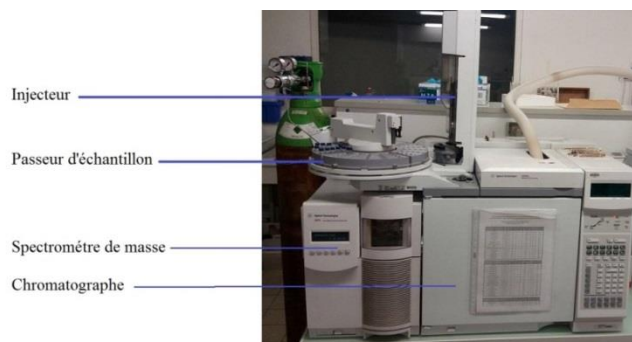 Injecteur
Passeur d'échantillon
Spectrométre de masse
Chromatographe